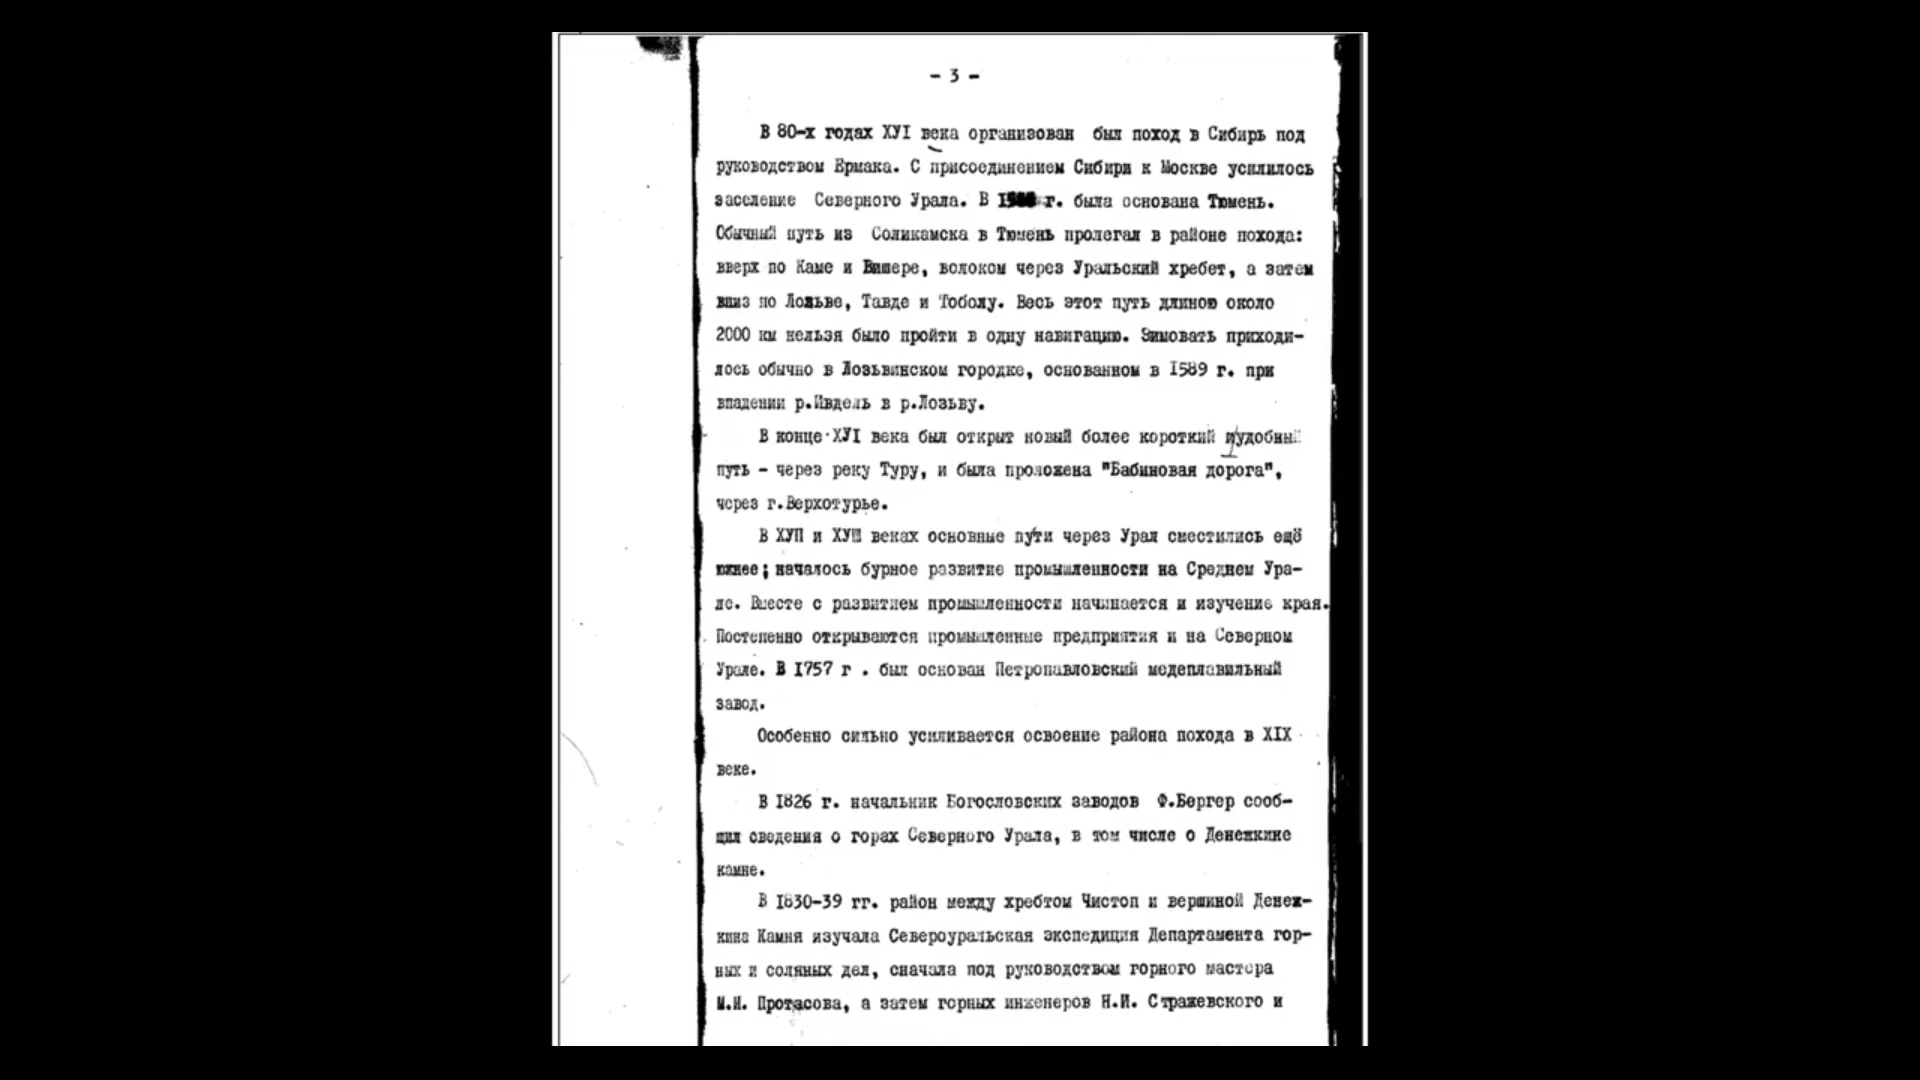 - 3 -
В 80-х годах ХУІ века организован был поход в Сибирь под
руководством Ермака. С присоединением Сибири к Москве усилилось
заселение Северного Урала. В г. была основана Тюмень.
Обычный путь из Соликамска в Тюмень пролегал в районе похода:
вверх по Каме и Вишере, волоком через Уральский хребет, а затем
вниз по Лозьве, Тавде и Тоболу. Весь этот путь длиною около
2000 км нельзя было пройти в одну навигацию. Зимовать приходи-
лось обычно в Лозьвинском городке, основанном в 1589 г. при
впадении р.Ивдель в р.Лозьву.
В конце ХУІ века был открыт новый более короткий и удобный
путь - через реку Туру, и была проложена "Бабиновая дорога",
через г.Верхотурье.
В ХУП и ХУШ веках основные пути через Урал сместились ещё
южнее; началось бурное развитие промышленности на Среднем Ура-
ле. Вместе с развитием промышленности начинается и изучение края.
Постепенно открываются промышленные предприятия и на Северном
Урале. В 1757 г . был основан Петропавловский медеплавильный
завод.
Особенно сильно усиливается освоение района похода в XIX
веке.
В 1826 г. начальник Богословских заводов Ф.Бергер сооб-
щил сведения о горах Северного Урала, в том числе о Денежкине
камне.
В 1830-39 гг. район между хребтом Чистоп и вершиной Денеж-
кина Камня изучала Североуральская экспедиция Департамента гор-
ных и соляных дел, сначала под руководством горного мастера
М.И. Протасова, а затем горных инженеров Н.И. Стражевского и